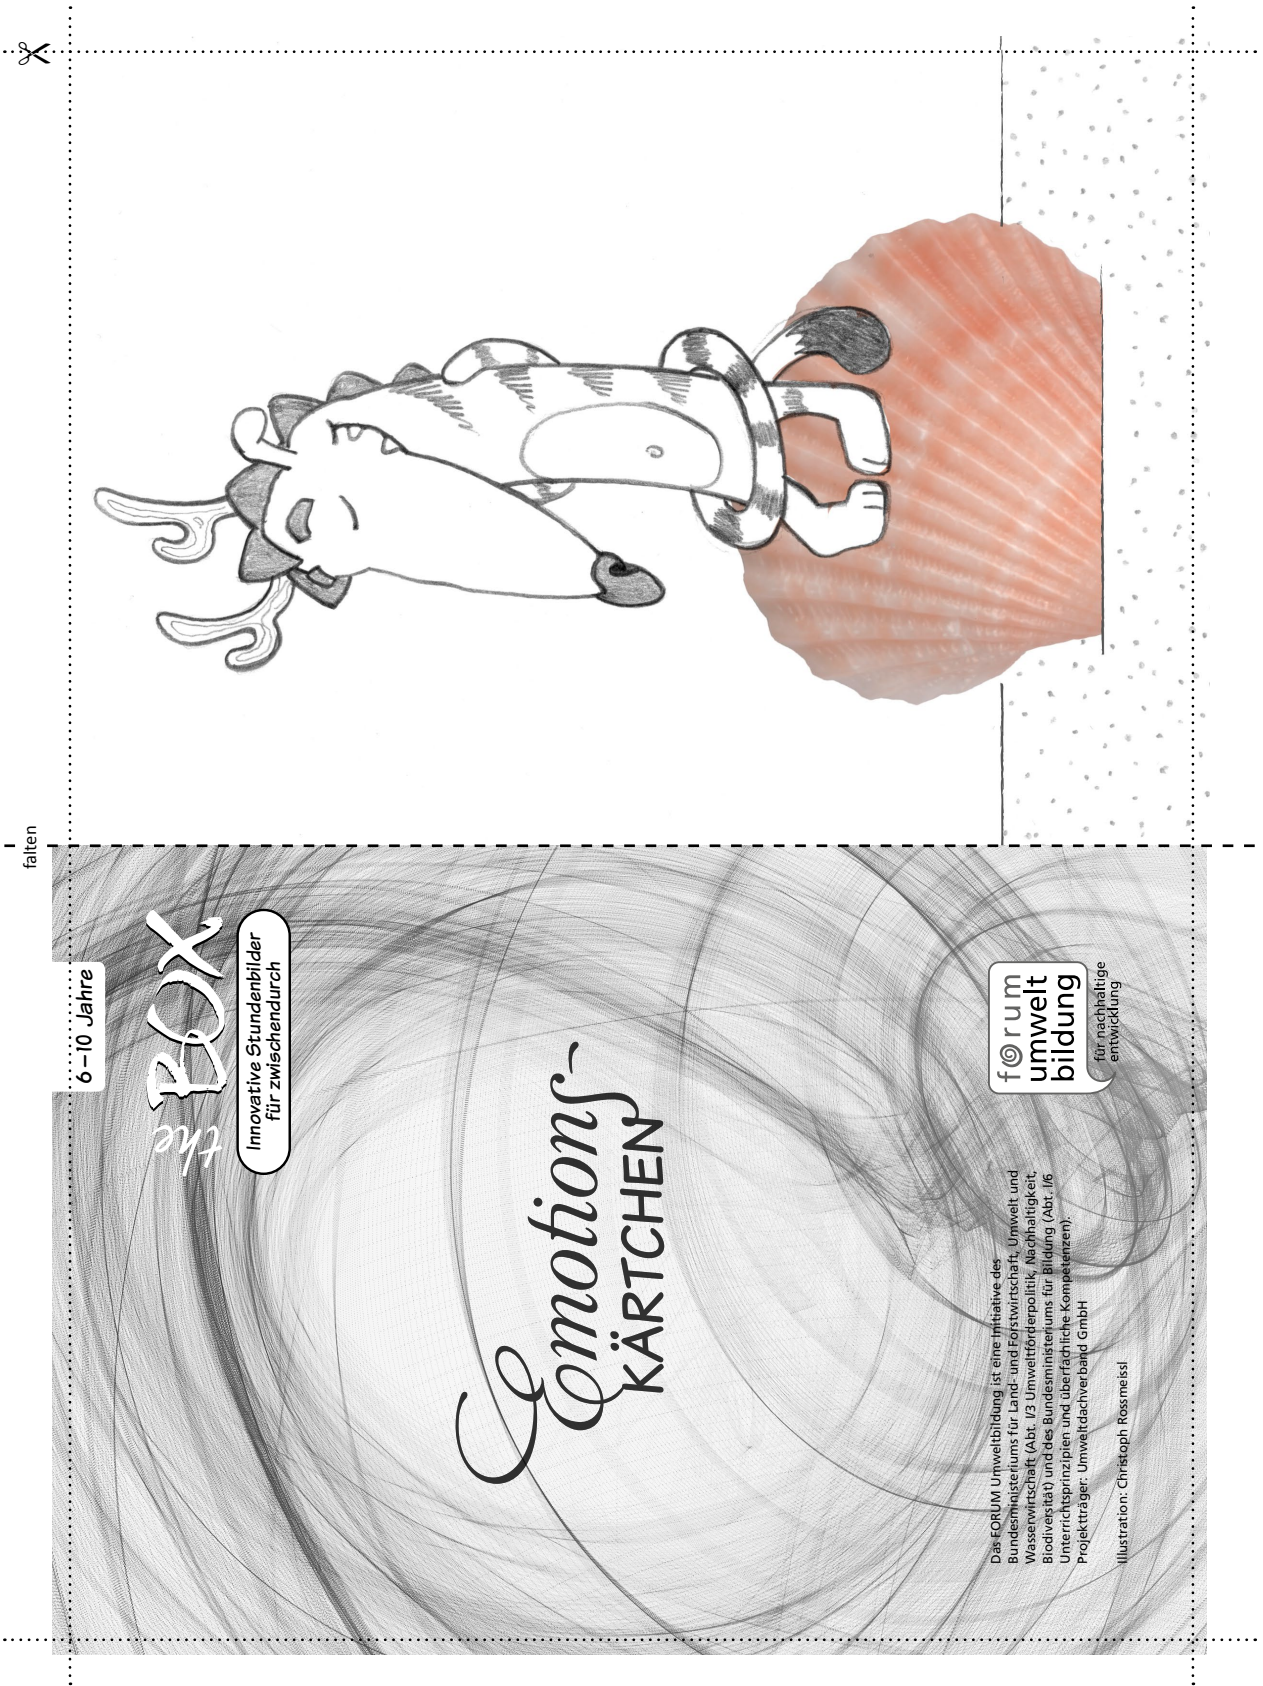 falten
6–10 Jahre
the BOX
Innovative Stundenbilder
für zwischendurch
Emotions-
KÄRTCHEN
Das FORUM Umweltbildung ist eine Initiative des
Bundesministeriums für Land- und Forstwirtschaft, Umwelt und
Wasserwirtschaft (Abt. I/3 Umweltförderpolitik, Nachhaltigkeit,
Biodiversität) und des Bundesministeriums für Bildung (Abt. I/6
Unterrichtsprinzipien und überfachliche Kompetenzen).
Projektträger: Umweltdachverband GmbH
Illustration: Christoph Rossmeissl
forum
umwelt
bildung
für nachhaltige
entwicklung